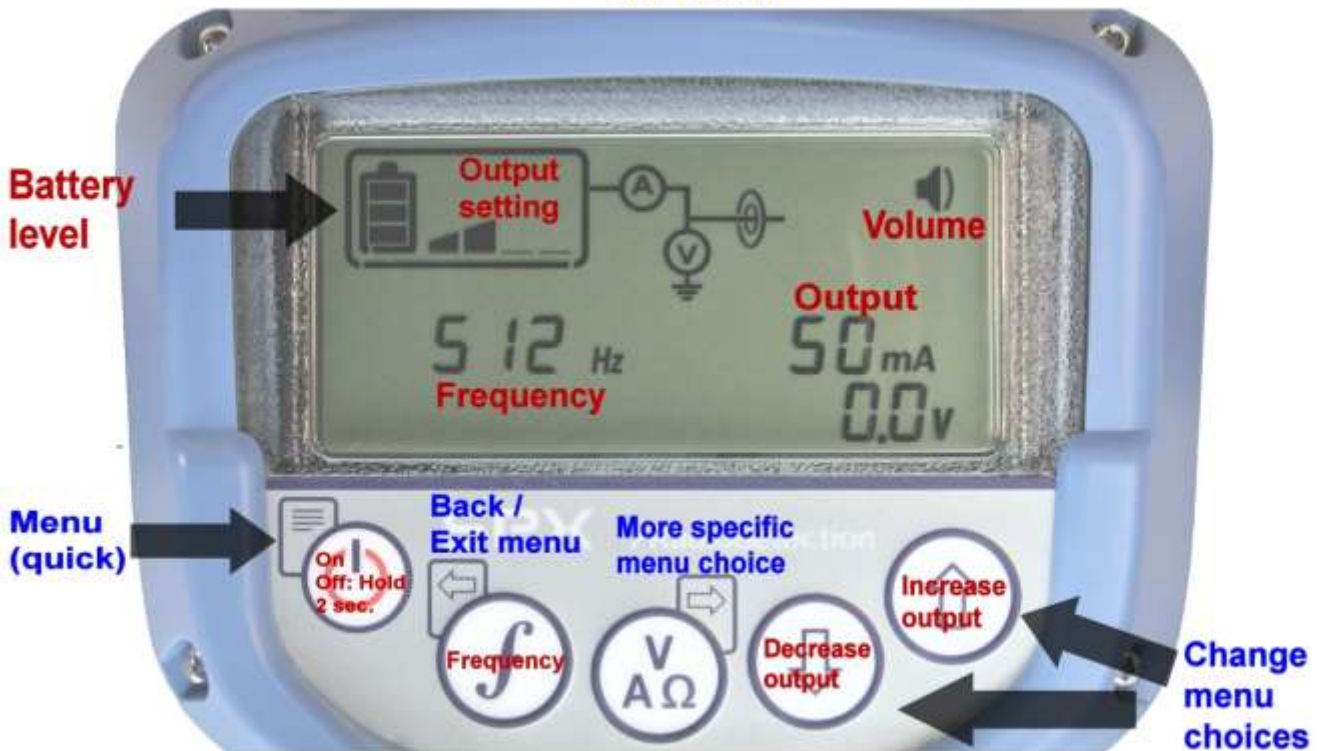 Battery
level
Output
setting
A
V
Volume
Output
512 Hz
50 mA
0.0 V
Frequency
Menu
(quick)
Back /
Exit menu
More specific
menu choice
On
Off: Hold
2 sec.
Frequency
V
A Ω
Decrease
output
Increase
output
Change
menu
choices